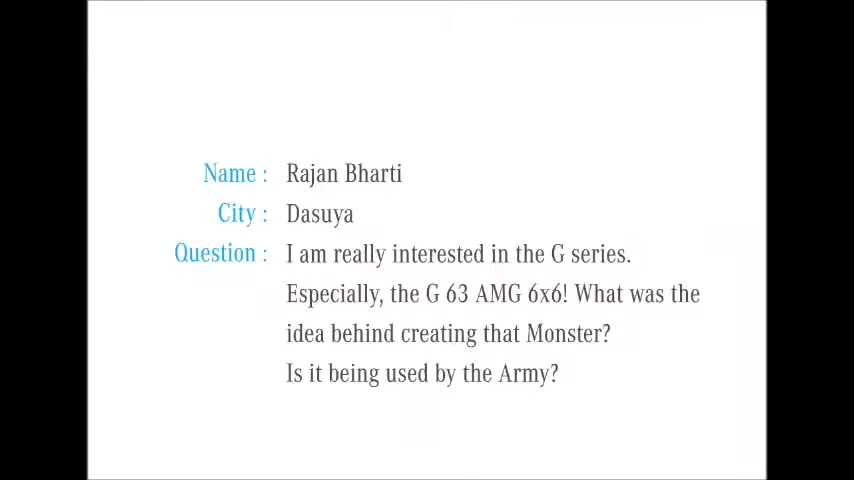 Name : Rajan Bharti
City : Dasuya
Question : I am really interested in the G series.
Especially, the G 63 AMG 6x6! What was the
idea behind creating that Monster?
Is it being used by the Army?